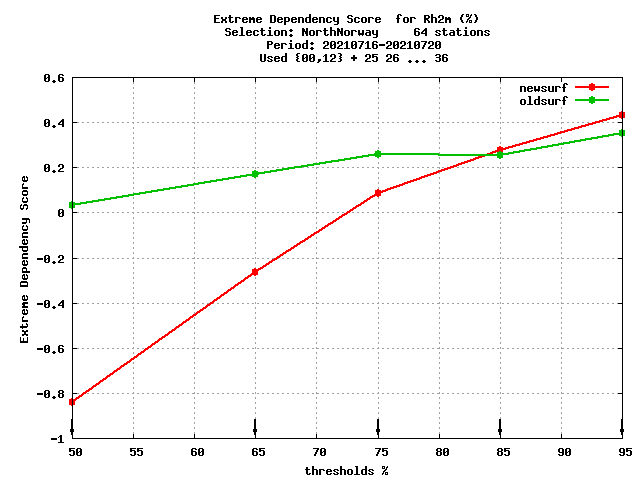 Extreme Dependency Score  for Rh2m (%)
Selection: NorthNorway     64 stations
Period: 20210716-20210720
Used {00,12} + 25 26 ... 36
newsurf
oldsurf
Extreme Dependency Score
0.6
0.4
0.2
0
-0.2
-0.4
-0.6
-0.8
-1
50 55 60 65 70 75 80 85 90 95
thresholds %